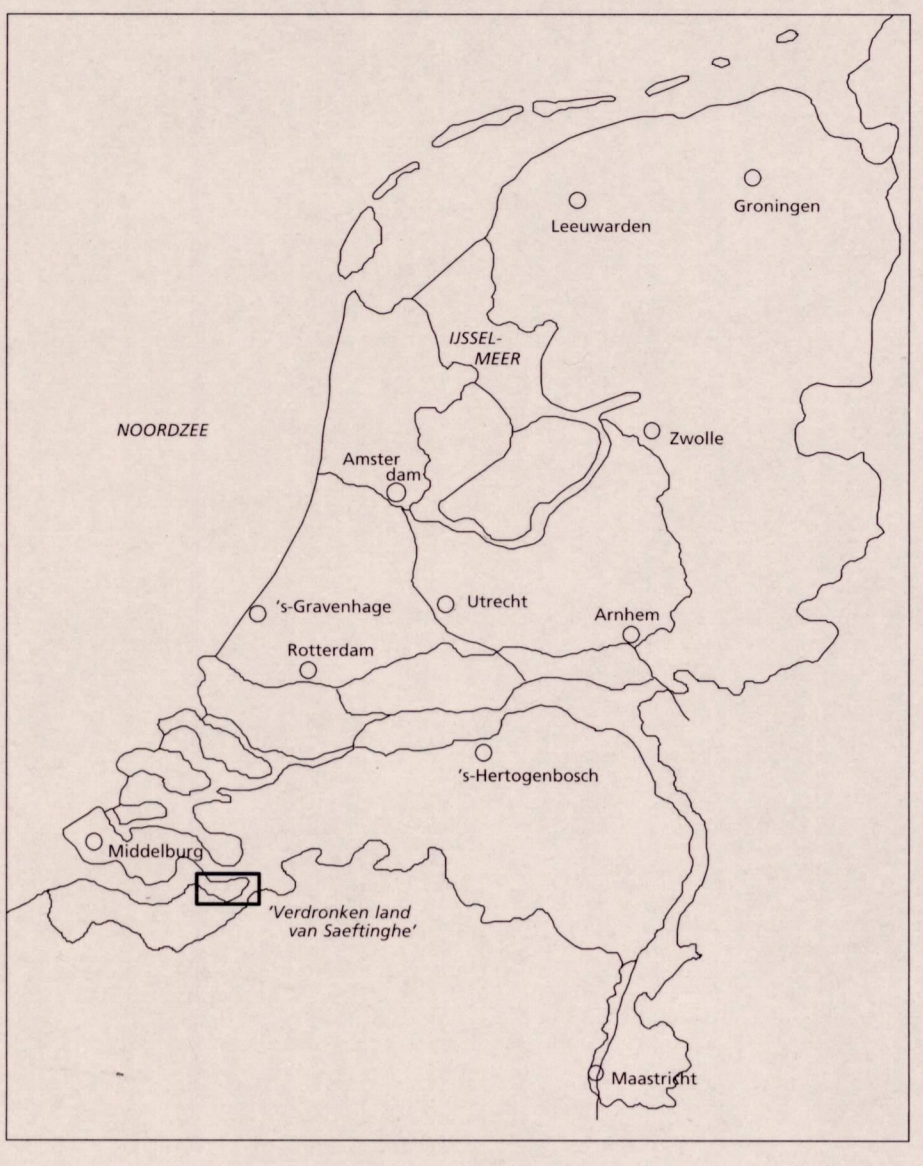 Groningen
Leeuwarden
IJSSEL-
MEER
NOORDZEE
Zwolle
Amster
dam
's-Gravenhage
Utrecht
Arnhem
Rotterdam
's-Hertogenbosch
Middelburg
'Verdronken land
van Saeftinghe'
Maastricht